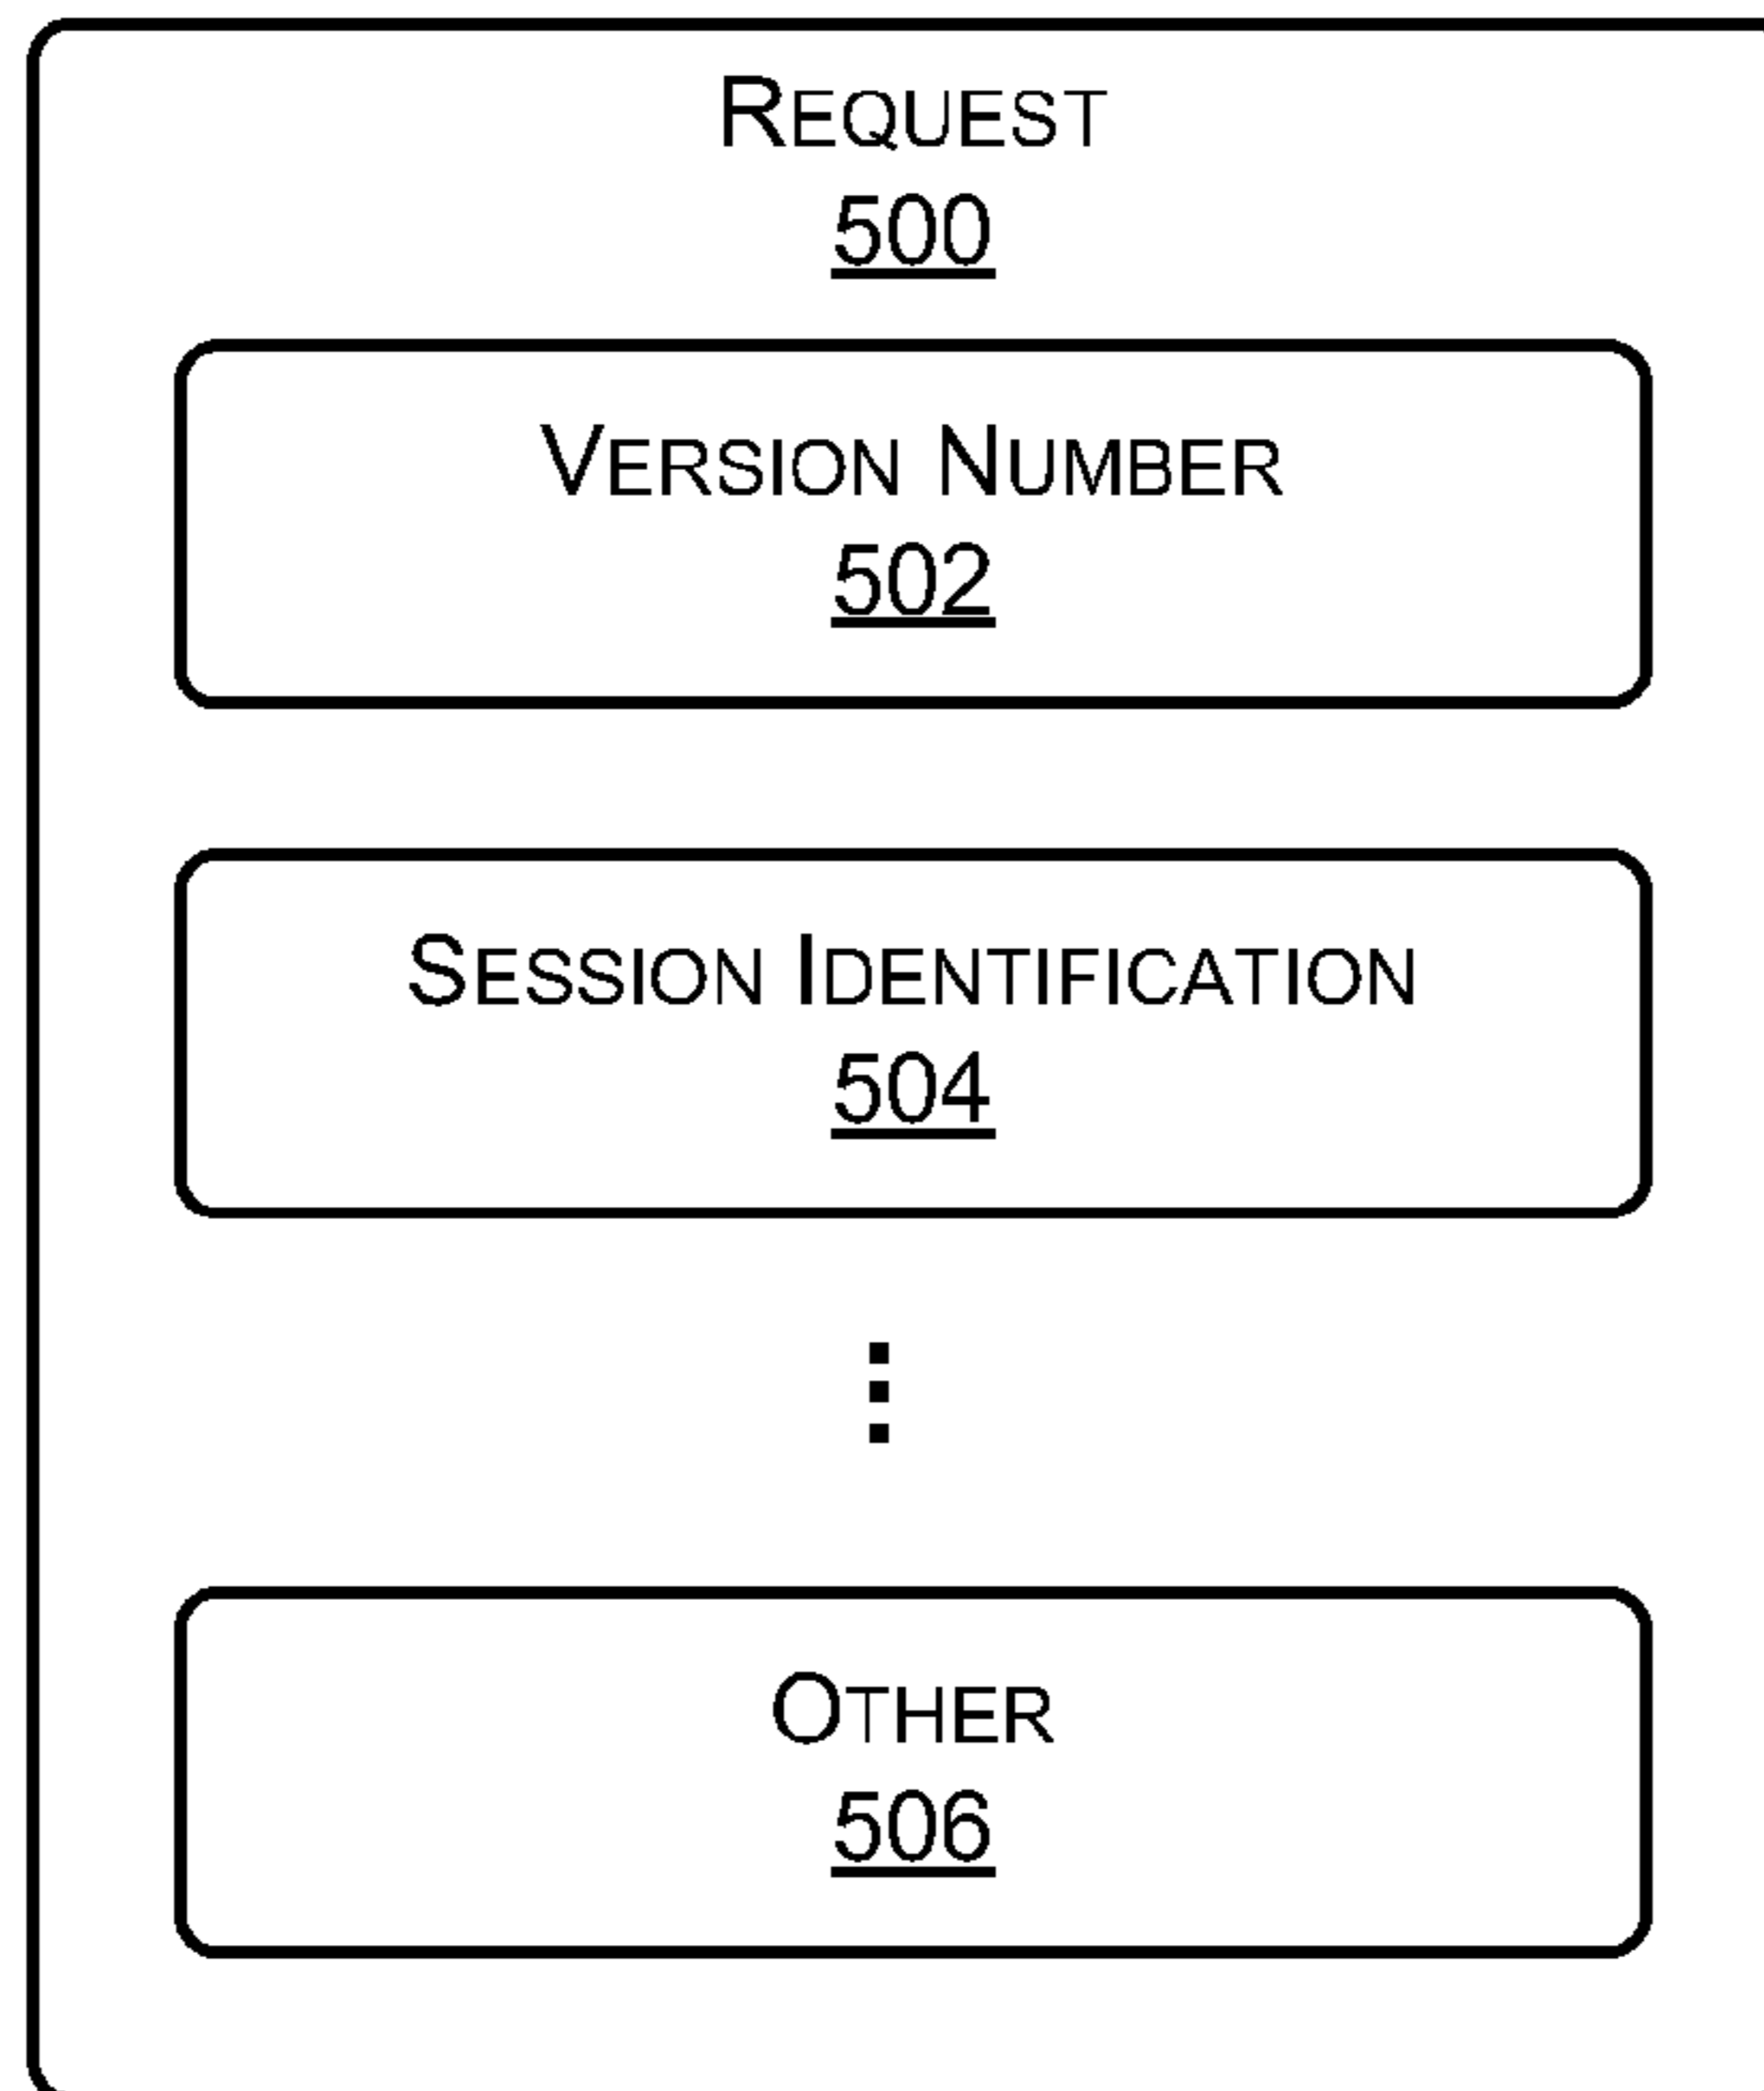 REQUEST
500
VERSION NUMBER
502
SESSION IDENTIFICATION
504
OTHER
506